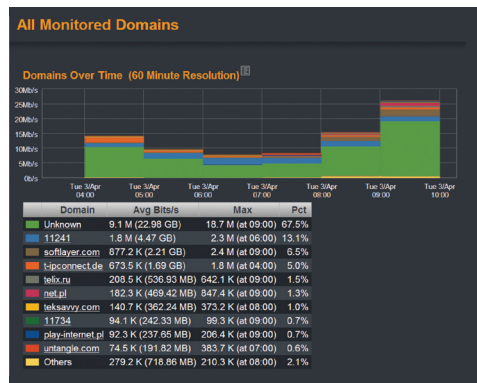 All Monitored Domains
Domains Over Time (60 Minute Resolution)
30Mb/s
25Mb/s
20Mb/s
15Mb/s
10Mb/s
5Mb/s
0b/s
Tue 3/Apr Tue 3/Apr Tue 3/Apr Tue 3/Apr Tue 3/Apr Tue 3/Apr Tue 3/Apr
04:00 05:00 06:00 07:00 08:00 09:00 10:00
Domain Avg Bits/s Max Pct
Unknown 9.1 M (22.98 GB) 18.7 M (at 09:00) 67.5%
11241 1.8 M (4.47 GB) 2.3 M (at 06:00) 13.1%
softlayer.com 877.2 K (2.21 GB) 2.4 M (at 09:00) 6.5%
t-ipconnect.de 673.5 K (1.69 GB) 1.8 M (at 04:00) 5.0%
telix.ru 208.5 K (536.93 MB) 642.1 K (at 09:00) 1.5%
net.pl 182.3 K (469.42 MB) 847.4 K (at 09:00) 1.3%
teksavvy.com 140.7 K (362.24 MB) 373.2 K (at 08:00) 1.0%
11734 94.1 K (242.33 MB) 99.3 K (at 09:00) 0.7%
play-internet.pl 92.3 K (237.65 MB) 206.4 K (at 09:00) 0.7%
untangle.com 74.5 K (191.82 MB) 383.7 K (at 07:00) 0.6%
Others 279.2 K (718.86 MB) 210.3 K (at 08:00) 2.1%